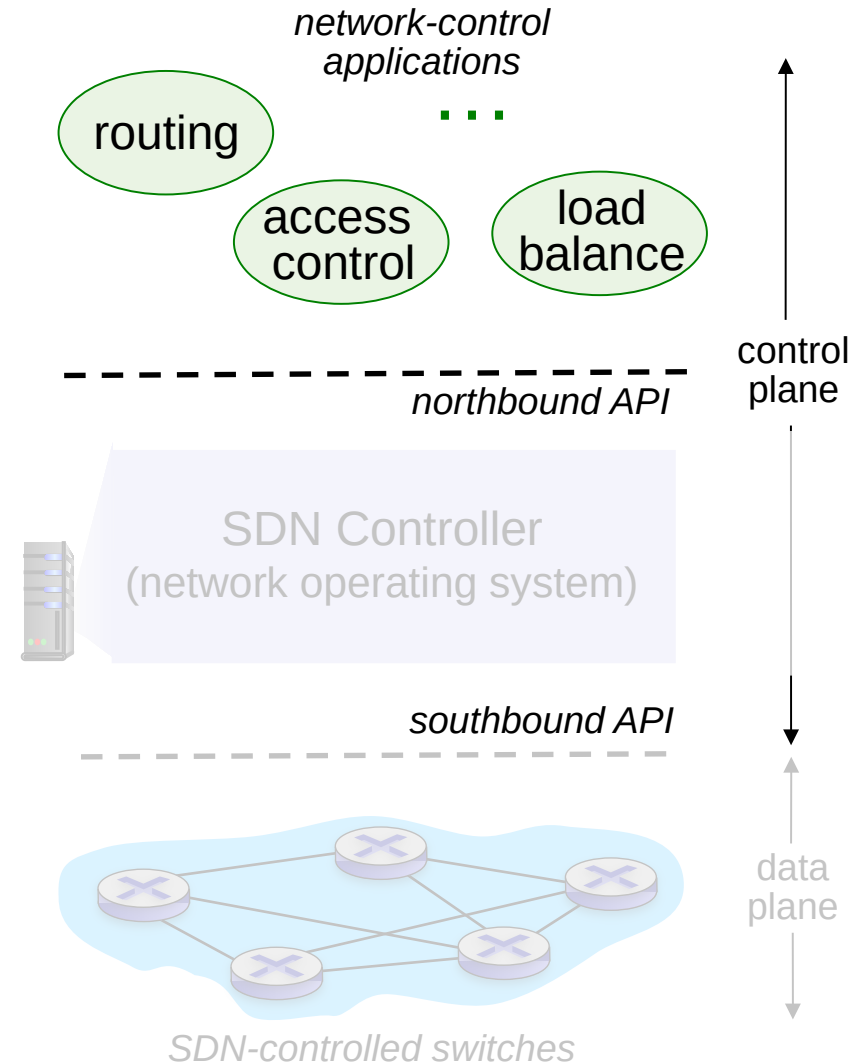 network-control
applications
routing
...
access
control
load
balance
control
plane
northbound API
SDN Controller
(network operating system)
southbound API
data
plane
SDN-controlled switches